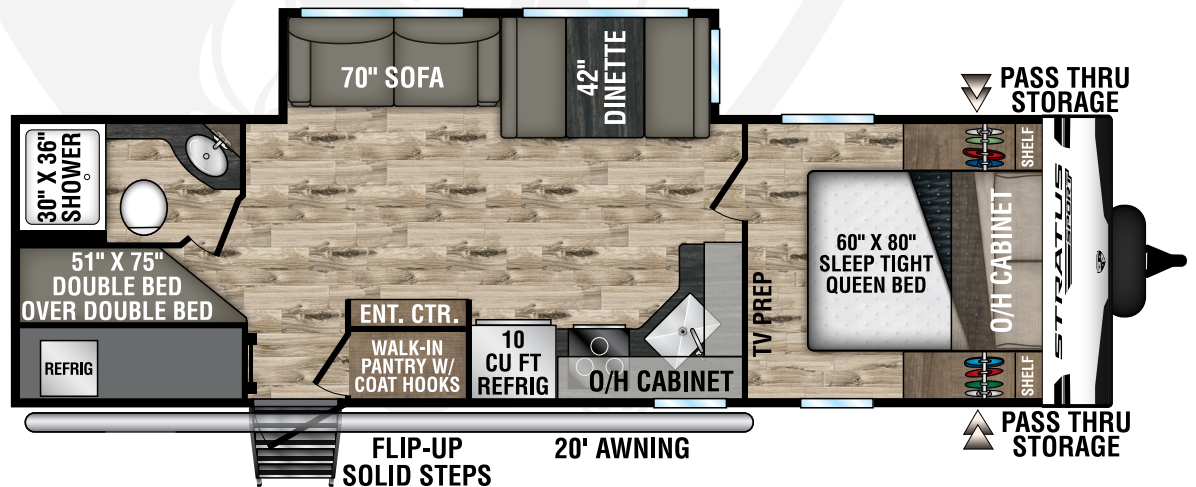 70" SOFA
42"
DINETTE
PASS THRU
STORAGE
30" X 36"
SHOWER
SHELF
STRATUS
SPORT
60" X 80"
SLEEP TIGHT
QUEEN BED
O/H CABINET
51" X 75"
DOUBLE BED
OVER DOUBLE BED
TV PREP
ENT. CTR.
REFRIG
WALK-IN
PANTRY W/
COAT HOOKS
10
CU FT
REFRIG
O/H CABINET
SHELF
PASS THRU
STORAGE
FLIP-UP
SOLID STEPS
20' AWNING